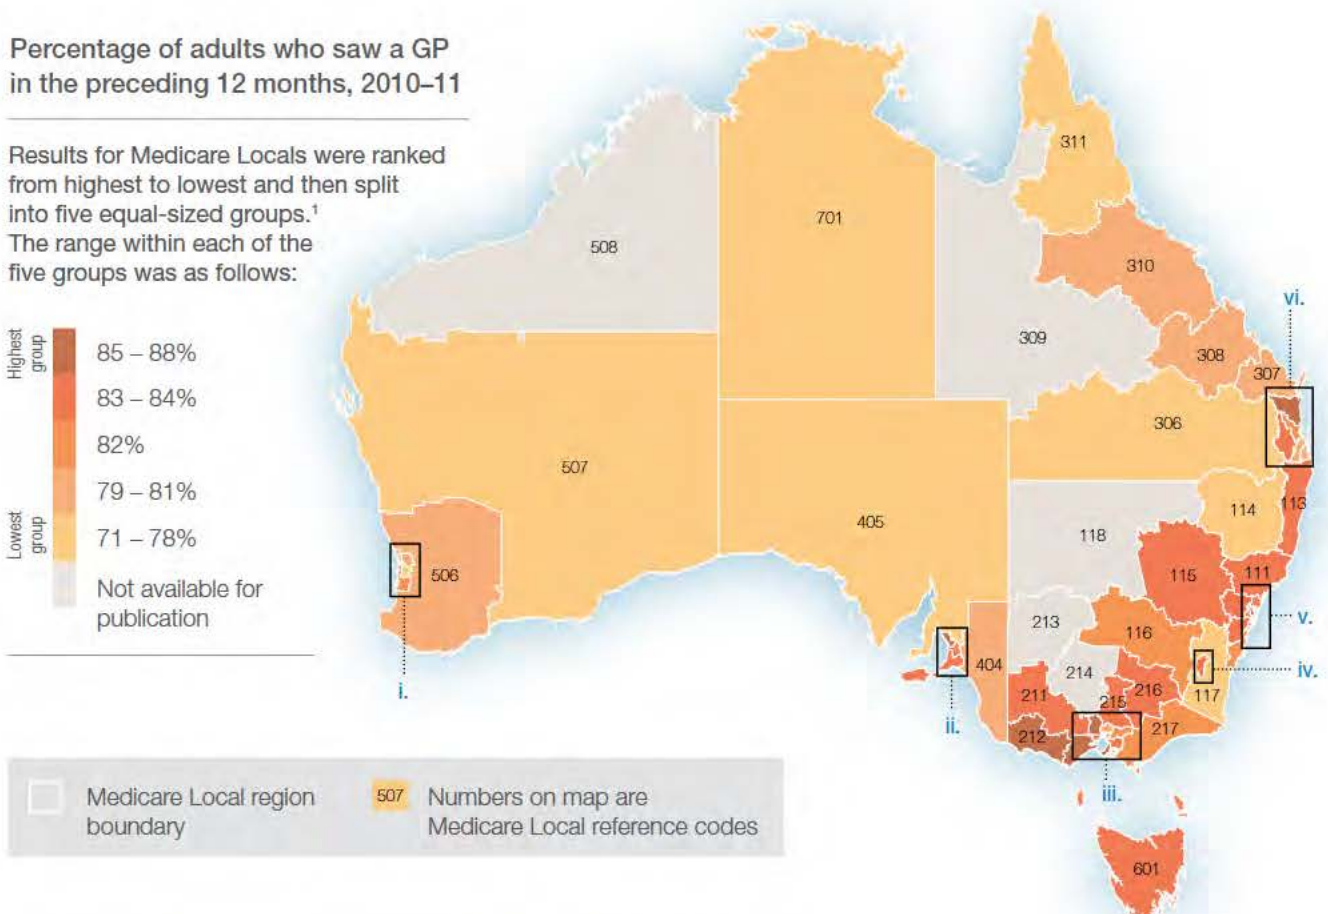 Percentage of adults who saw a GP
in the preceding 12 months, 2010–11
Results for Medicare Locals were ranked
from highest to lowest and then split
into five equal-sized groups.¹
The range within each of the
five groups was as follows:
Highest
group
85 – 88%
83 – 84%
82%
79 – 81%
Lowest
group
71 – 78%
Not available for
publication
311
701
508
310
vi.
309
308
307
306
507
114
113
405
118
115
111
506
213
116
v.
404
214
iv.
211
216
117
i.
215
ii.
212
217
iii.
Medicare Local region
boundary
507
Numbers on map are
Medicare Local reference codes
601